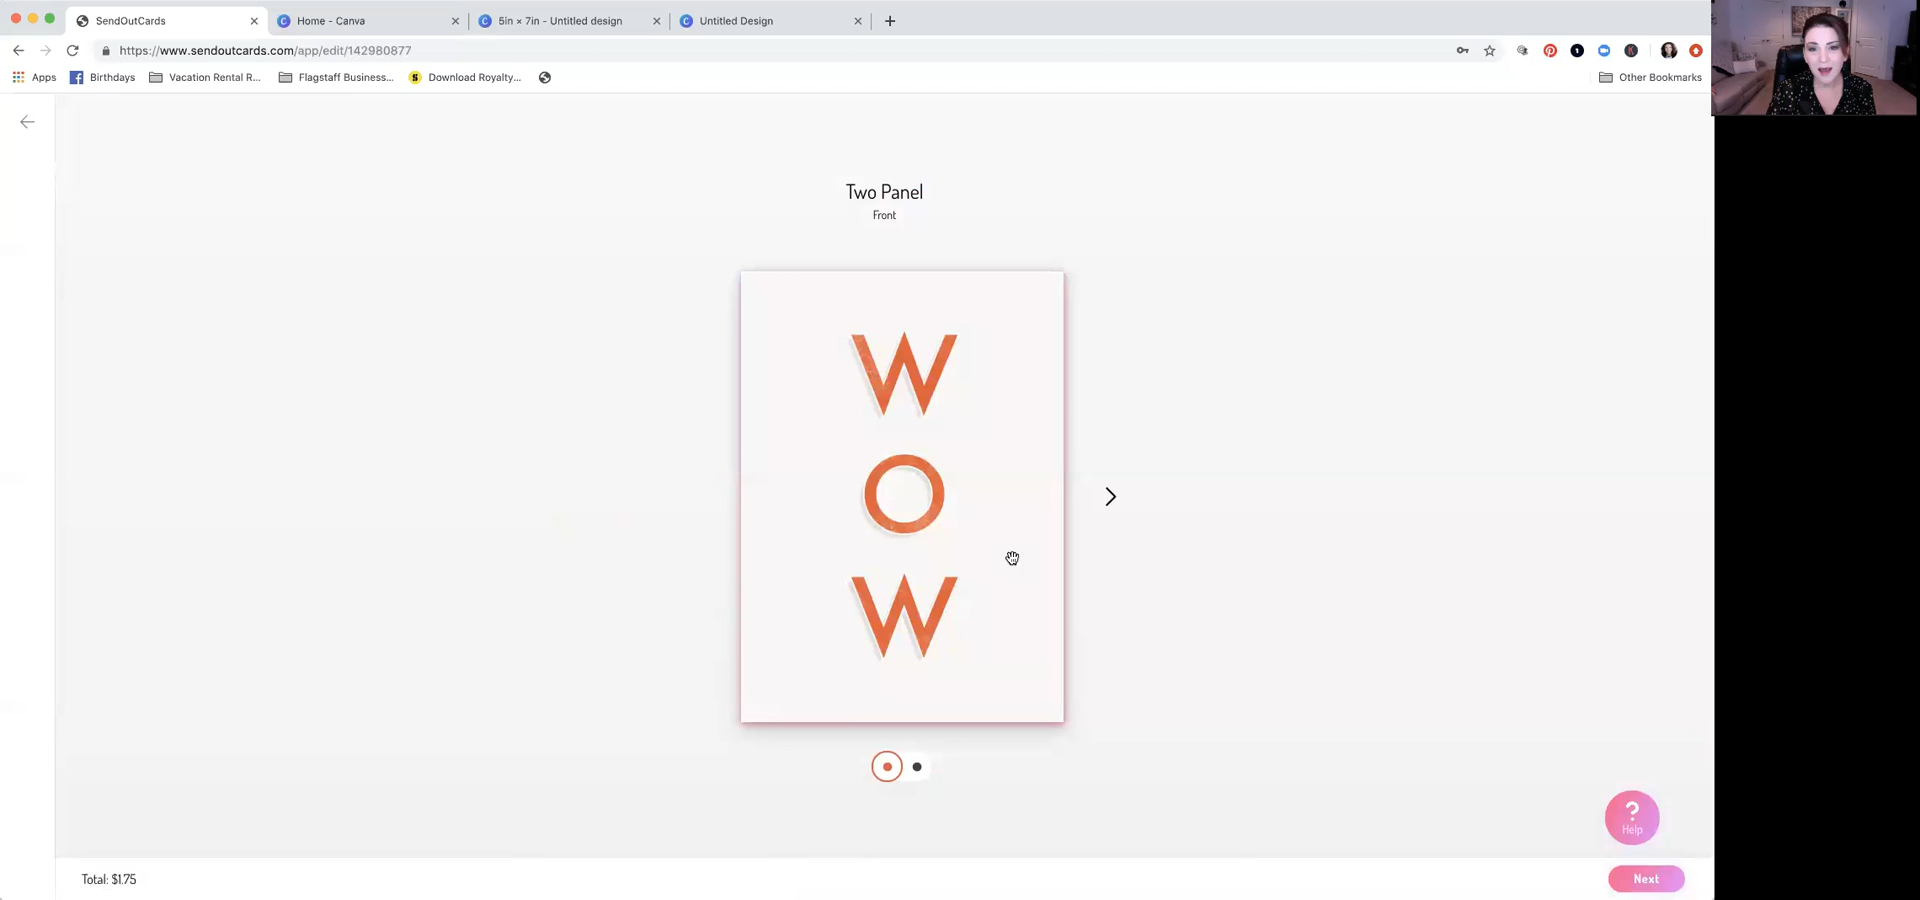 SendOutCards
Home - Canva
5in × 7in - Untitled design
Untitled Design
https://www.sendoutcards.com/app/edit/142980877
Apps
Birthdays
Vacation Rental R...
Flagstaff Business...
Download Royalty...
Other Bookmarks
Two Panel
Front
W
O
W
? Help
Total: $1.75
Next